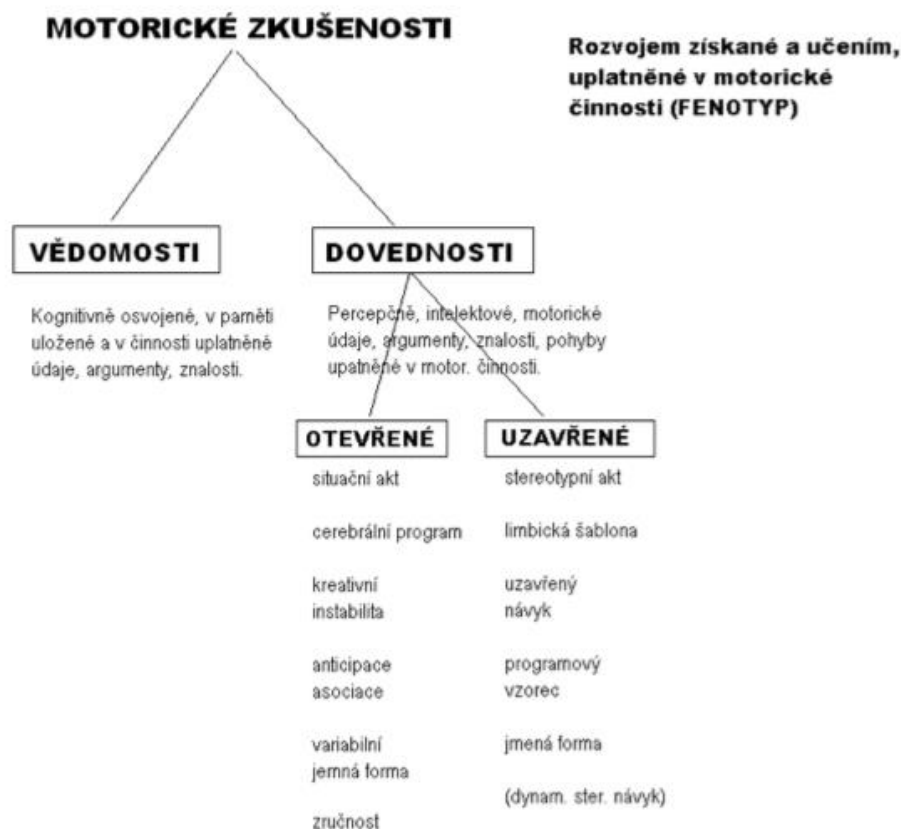 MOTORICKÉ ZKUŠENOSTI
Rozvojem získané a učením,
uplatněné v motorické
činnosti (FENOTYP)
VĚDOMOSTI
Kognitivně osvojené, v paměti
uložené a v činnosti uplatněné
údaje, argumenty, znalosti.
DOVEDNOSTI
Percepčně, intelektové, motorické
údaje, argumenty, znalosti, pohyby
upatněné v motor. činnosti.
OTEVŘENÉ
situační akt
cerebrální program
kreativní
instabilita
anticipace
asociace
variabilní
jemná forma
zručnost
UZAVŘENÉ
stereotypní akt
limbická šablona
uzavřený
návyk
programový
vzorec
jmená forma
(dynam. ster. návyk)